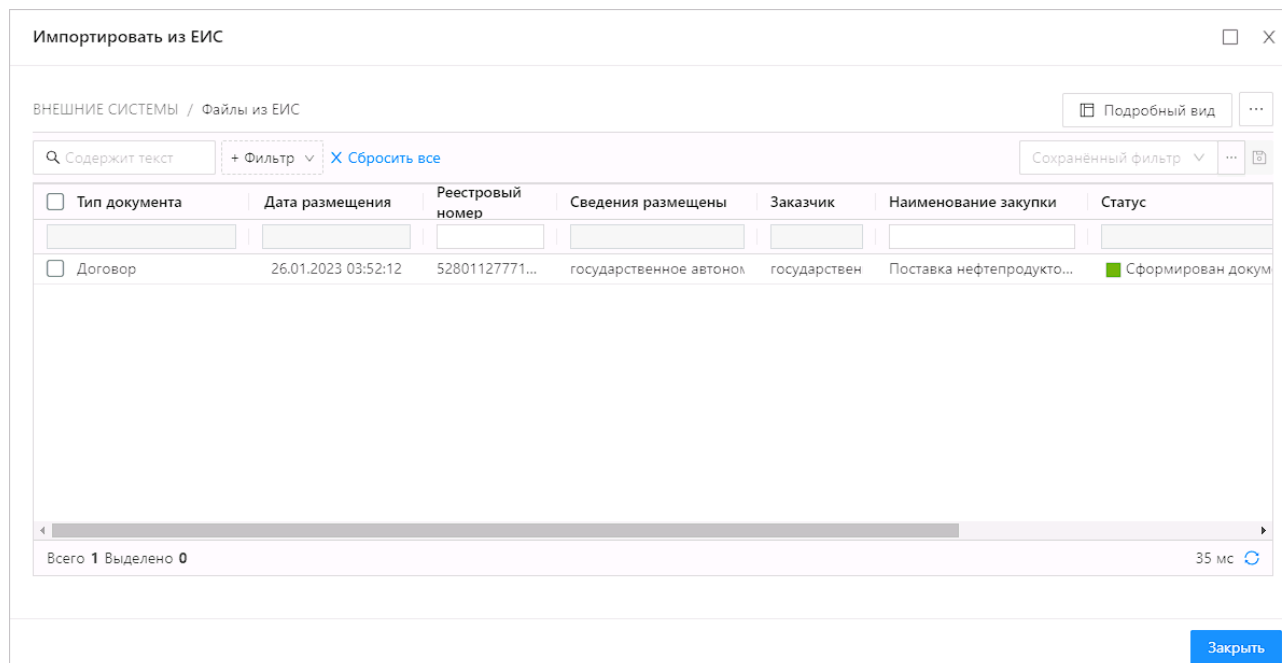 Импортировать из ЕИС
ВНЕШНИЕ СИСТЕМЫ / Файлы из ЕИС
Подробный вид
...
Содержит текст
+ Фильтр
X Сбросить все
Сохранённый фильтр
...
Тип документа
Дата размещения
Реестровый
номер
Сведения размещены
Заказчик
Наименование закупки
Статус
Договор
26.01.2023 03:52:12
52801127771...
государственное автоном
государствен
Поставка нефтепродукто...
Сформирован докум
Всего 1 Выделено 0
35 мс
Закрыть